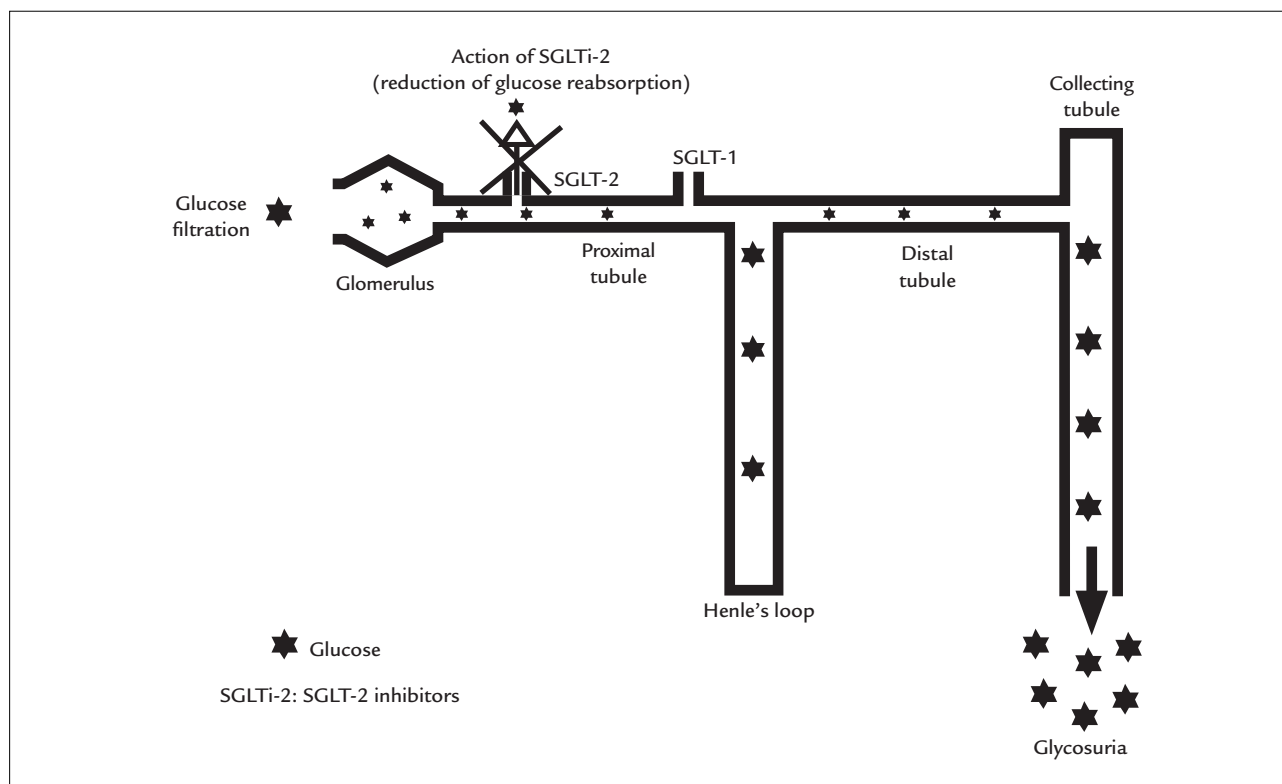 Action of SGLTi-2
(reduction of glucose reabsorption)
Collecting
tubule
SGLT-1
SGLT-2
Glucose
filtration
Proximal
tubule
Distal
tubule
Glomerulus
Henle's loop
Glucose
SGLTi-2: SGLT-2 inhibitors
Glycosuria